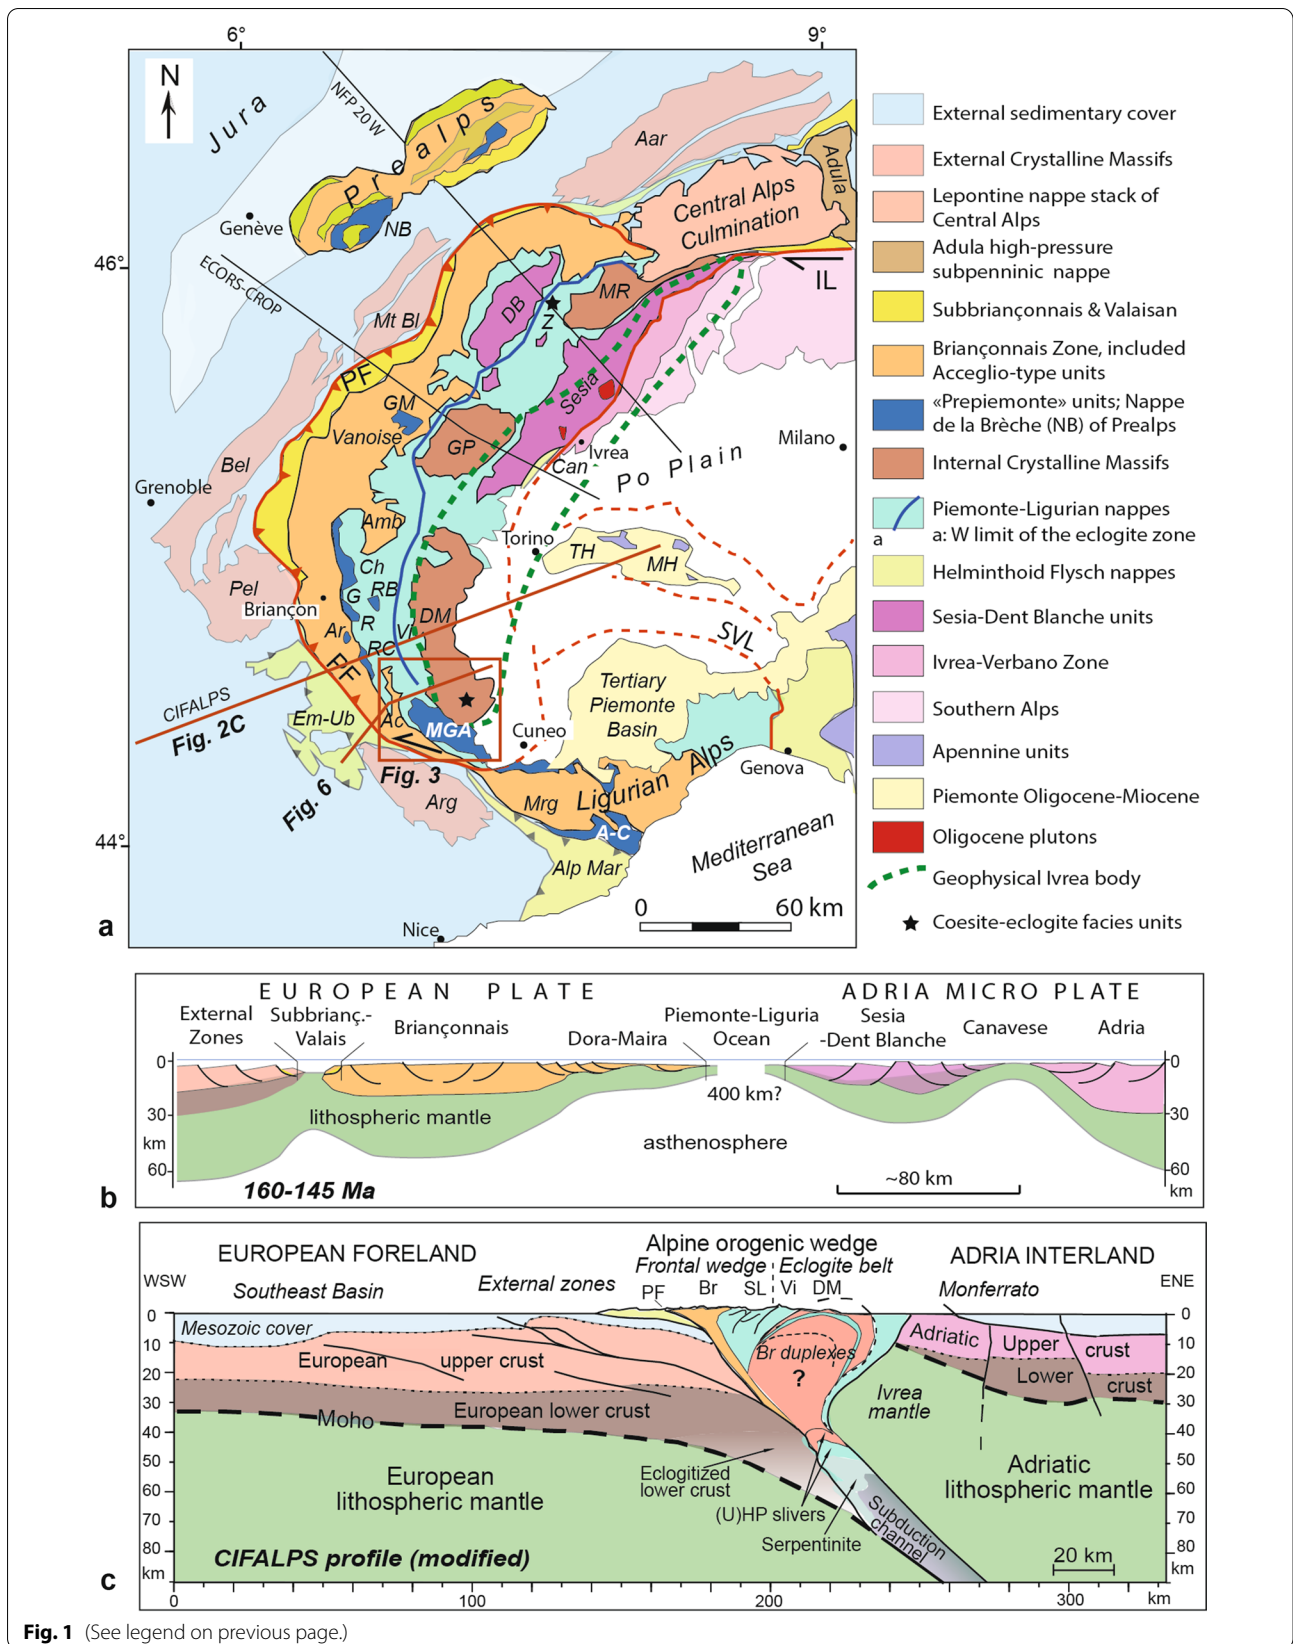 6°
9°
N
Jura
NFP 20 W
Prealps
Aar
Adula
Central Alps
Culmination
Genève
NB
46°
ECORS-CROP
IL
DB
MR
Z
Mt Bl
PF
GM
Sesia
Vanoise
GP
Ivrea
Can
Milano
Po Plain
Bel
Grenoble
Amb
Torino
TH
MH
Ch
Pel
G
RB
Briançon
R
DM
Ar
Vi
RC
SVL
PF
CIFALPS
Fig. 2C
Tertiary
Piemonte
Basin
Em-Ub
Ac
MGA
Cuneo
Genova
Fig. 3
Fig. 6
Arg
Mrg
Ligurian Alps
A-C
44°
Mediterranean
Sea
Alp Mar
0
60 km
Nice
a
External sedimentary cover
External Crystalline Massifs
Lepontine nappe stack of
Central Alps
Adula high-pressure
subpenninic nappe
Subbriançonnais & Valaisan
Briançonnais Zone, included
Acceglio-type units
«Prepiemonte» units; Nappe
de la Brèche (NB) of Prealps
Internal Crystalline Massifs
Piemonte-Ligurian nappes
a
a: W limit of the eclogite zone
Helminthoid Flysch nappes
Sesia-Dent Blanche units
Ivrea-Verbano Zone
Southern Alps
Apennine units
Piemonte Oligocene-Miocene
Oligocene plutons
Geophysical Ivrea body
Coesite-eclogite facies units
EUROPEAN PLATE
ADRIA MICRO PLATE
External
Zones
Subbrianç.-
Valais
Briançonnais
Dora-Maira
Piemonte-Liguria
Ocean
Sesia
-Dent Blanche
Canavese
Adria
0
0
400 km?
30
lithospheric mantle
30
km
asthenosphere
60
60
km
~80 km
160-145 Ma
b
EUROPEAN FORELAND
Alpine orogenic wedge
ADRIA INTERLAND
Frontal wedge
Eclogite belt
WSW
Southeast Basin
External zones
PF
Br
SL
Vi
DM
Monferrato
ENE
0
0
Mesozoic cover
10
Adriatic
Upper
crust
10
European
upper crust
Br duplexes
20
?
Lower
crust
20
30
European lower crust
Ivrea
mantle
30
Moho
40
40
50
European
lithospheric mantle
Eclogitized
lower crust
Adriatic
lithospheric mantle
50
60
60
(U)HP slivers
70
Serpentinite
Subduction
channel
70
80
CIFALPS profile (modified)
20 km
80
km
km
c
0
100
200
300
km
Fig. 1 (See legend on previous page.)